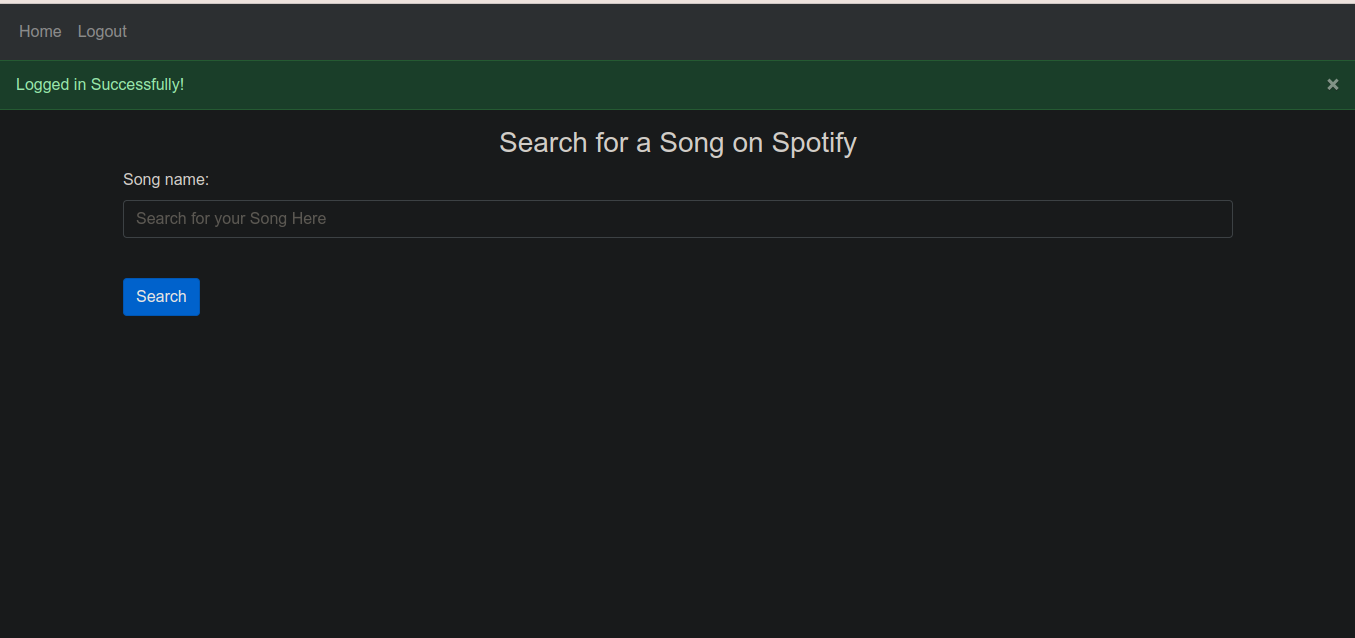 Home Logout
Logged in Successfully! ×
Search for a Song on Spotify
Song name:
Search for your Song Here
Search